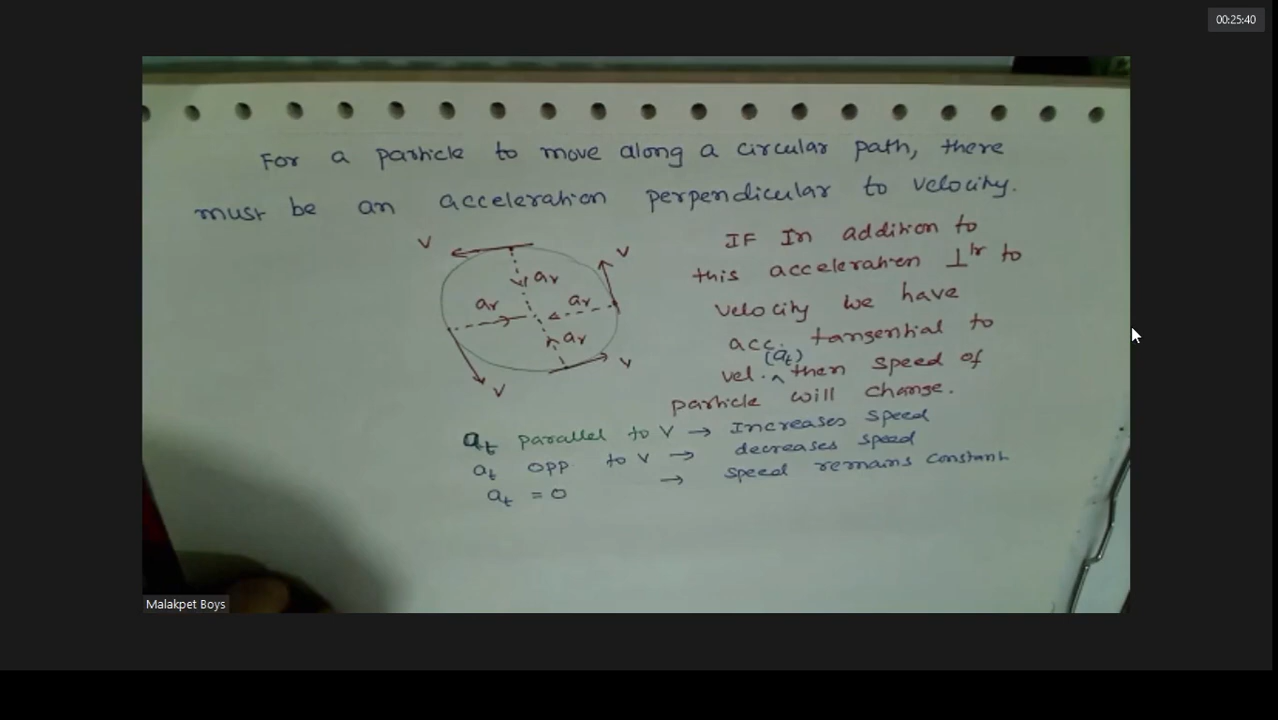 00:25:40
For a particle to move along a circular path, there
must be an acceleration perpendicular to velocity.
V
V
ar
ar
ar
ar
V
V
IF In addition to
this acceleration ⊥lr to
velocity we have
acc. tangential to
(at)
vel. ^ then speed of
particle will change.
at parallel to V → Increases speed
at opp to V → decreases speed
at = 0 → speed remains constant
Malakpet Boys